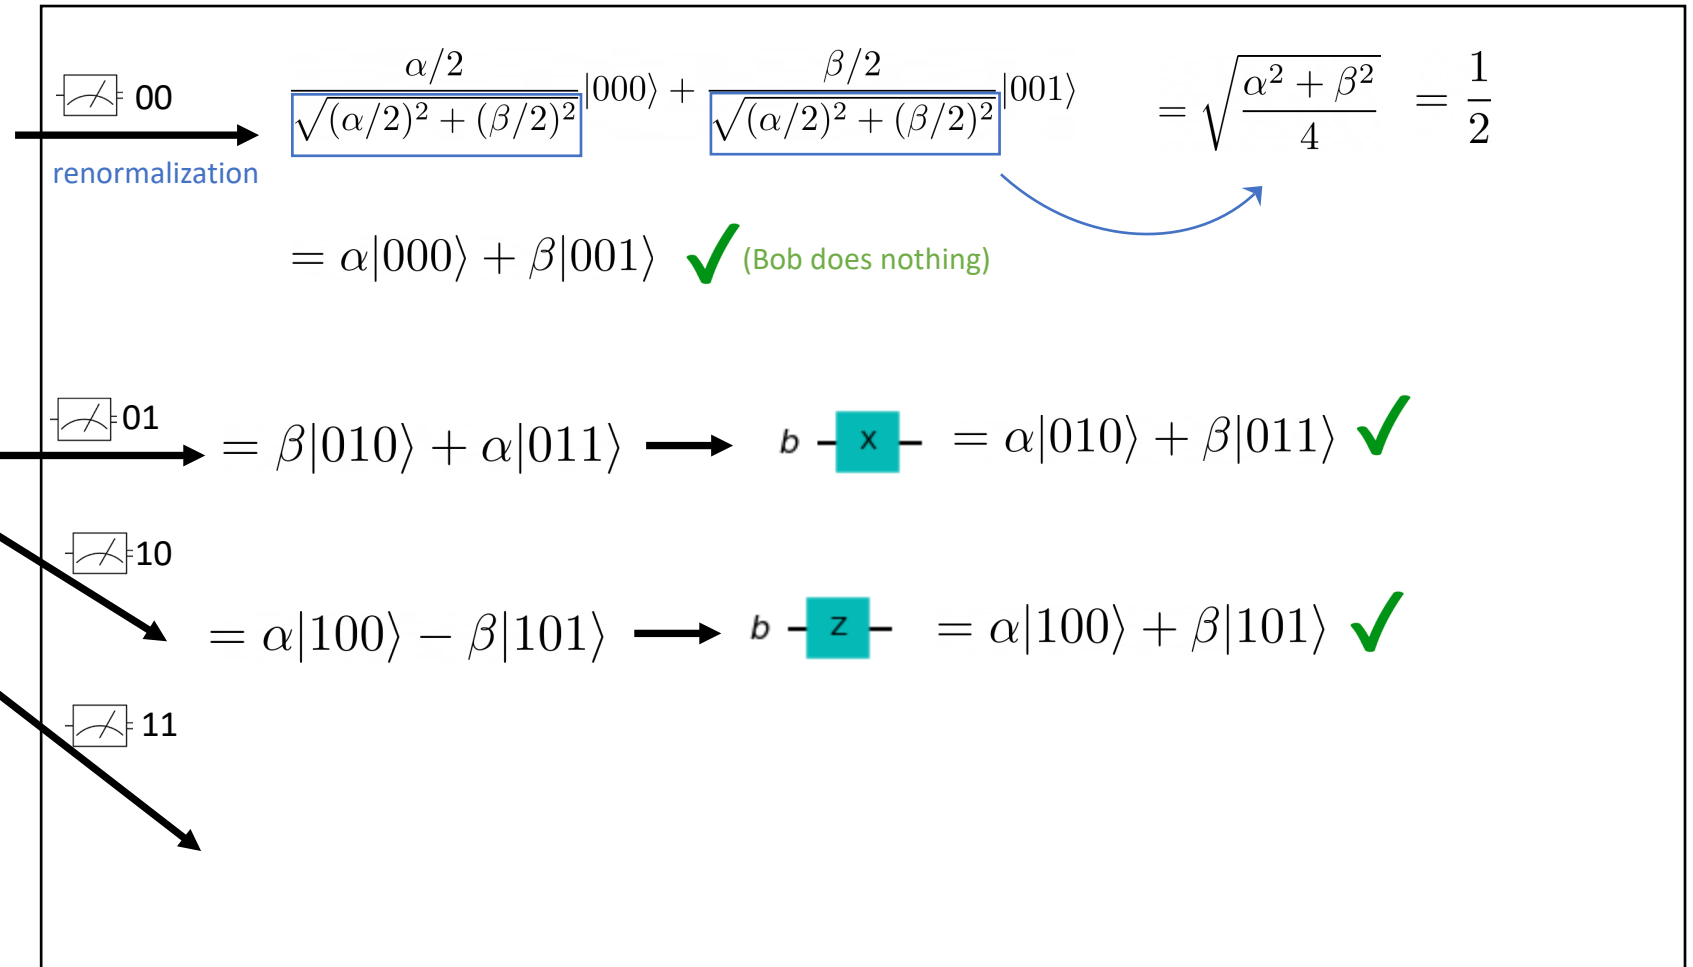 00 α/2 / √(α/2)² + (β/2)² |000⟩ + β/2 / √(α/2)² + (β/2)² |001⟩ = √(α² + β² / 4) = 1/2
renormalization
= α|000⟩ + β|001⟩ ✓ (Bob does nothing)
01 = β|010⟩ + α|011⟩ b X = α|010⟩ + β|011⟩ ✓
10
= α|100⟩ − β|101⟩ b Z = α|100⟩ + β|101⟩ ✓
11